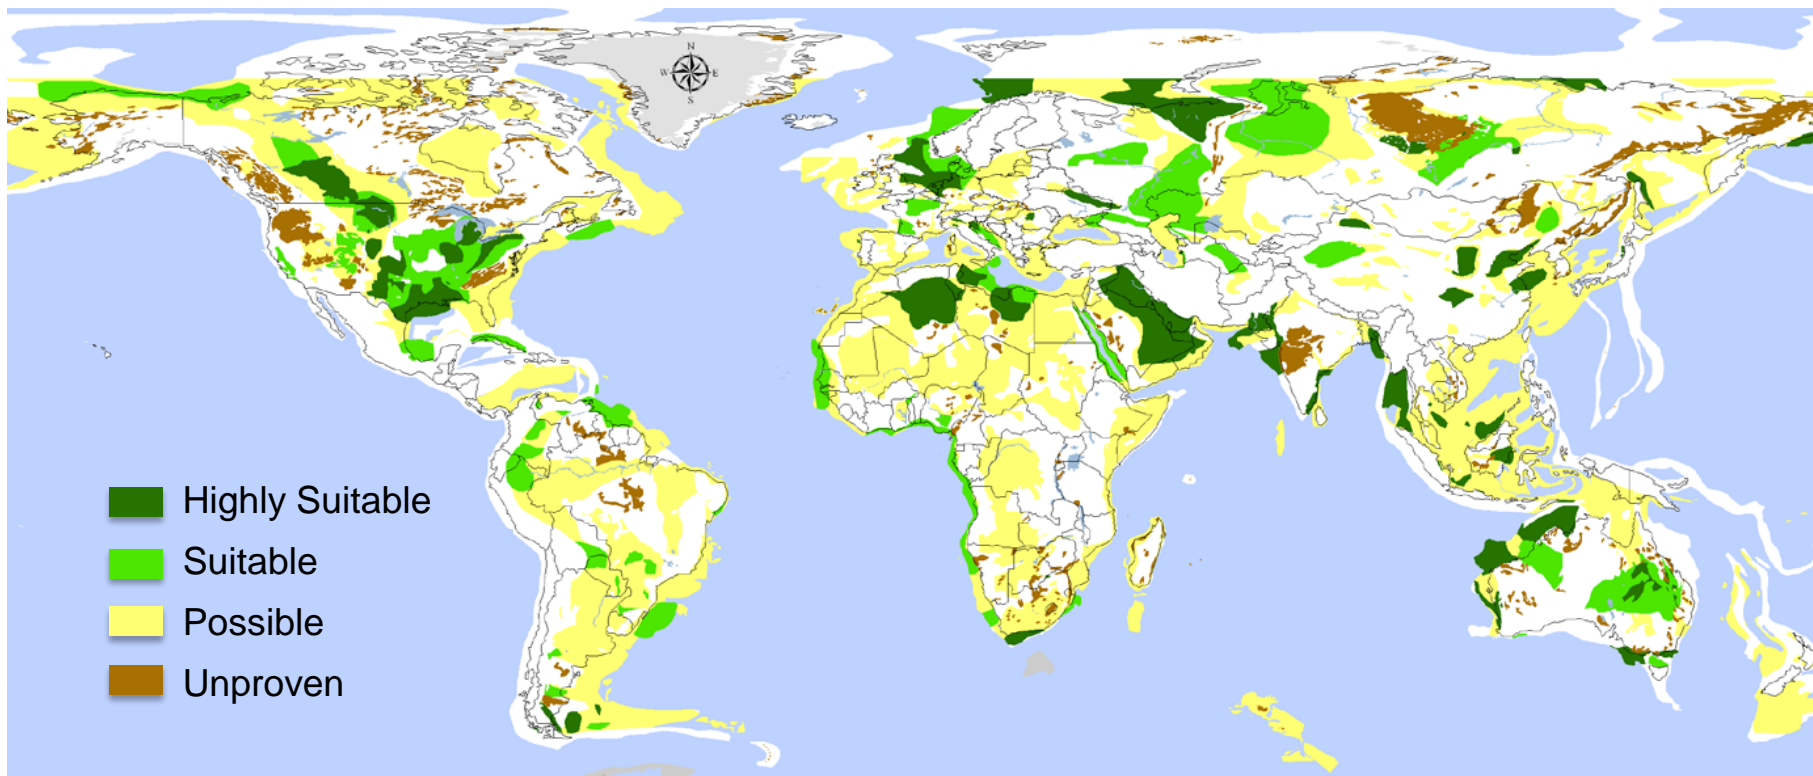 N
W E
S
Highly Suitable
Suitable
Possible
Unproven